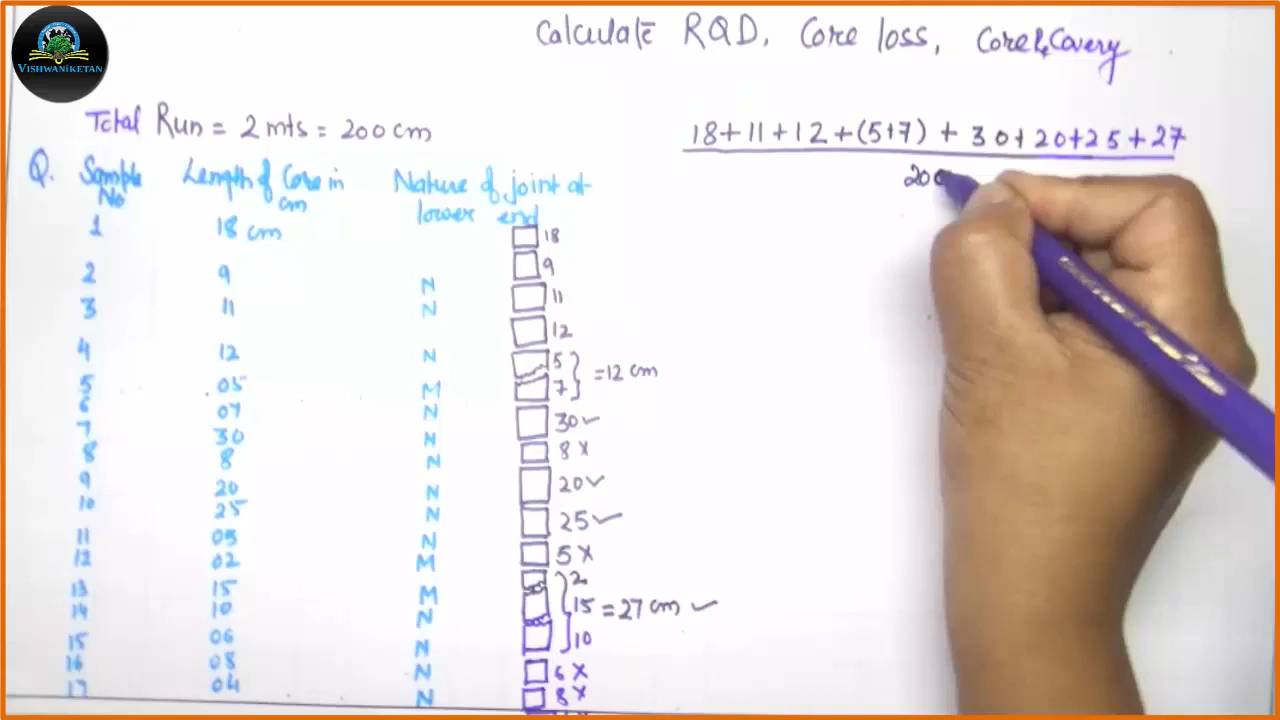 VISHWANIKETAN
Calculate RQD, Core loss, Core Recovery
Total Run = 2 mts = 200 cm
18+11+12+(5+7)+30+20+25+27
200
Q. Sample No Length of Core in cm Nature of joint at lower end
1 18 cm 18
2 9 N 9
3 11 N 11
4 12 N 12
5 05 M 5
6 07 N 7 } =12 cm
7 30 N 30 ✓
8 8 N 8 x
9 20 N 20 ✓
10 25 N 25 ✓
11 05 N 5 x
12 02 M 2
13 15 M 15 = 27 cm ✓
14 10 N 10
15 06 N 6 x
16 08 N 8 x
17 04 N